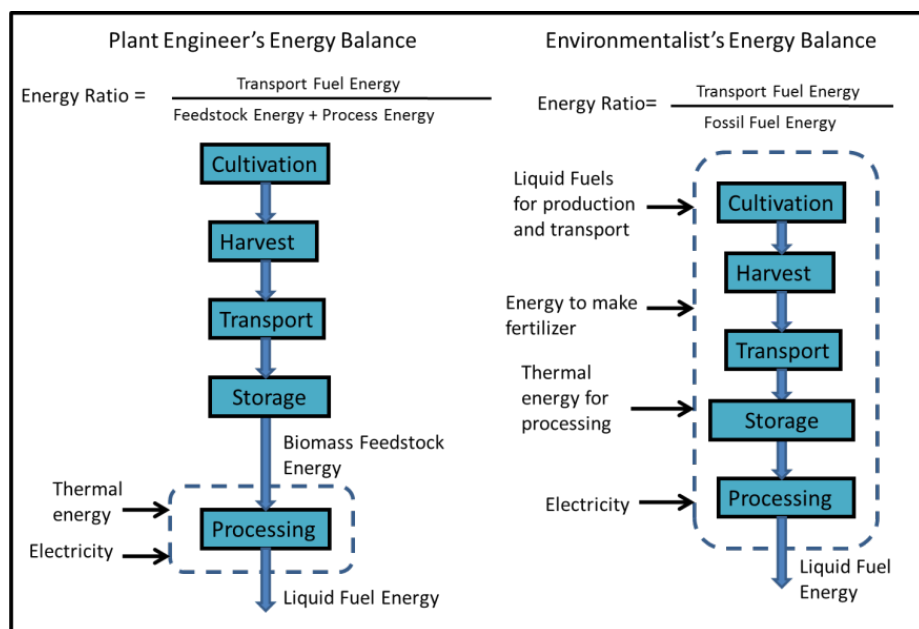 Plant Engineer's Energy Balance
Energy Ratio =
Transport Fuel Energy
Feedstock Energy + Process Energy
Cultivation
Harvest
Transport
Storage
Biomass Feedstock
Energy
Thermal
energy
Electricity
Processing
Liquid Fuel Energy
Environmentalist's Energy Balance
Energy Ratio=
Transport Fuel Energy
Fossil Fuel Energy
Liquid Fuels
for production
and transport
Cultivation
Harvest
Energy to make
fertilizer
Transport
Thermal
energy for
processing
Storage
Electricity
Processing
Liquid Fuel
Energy